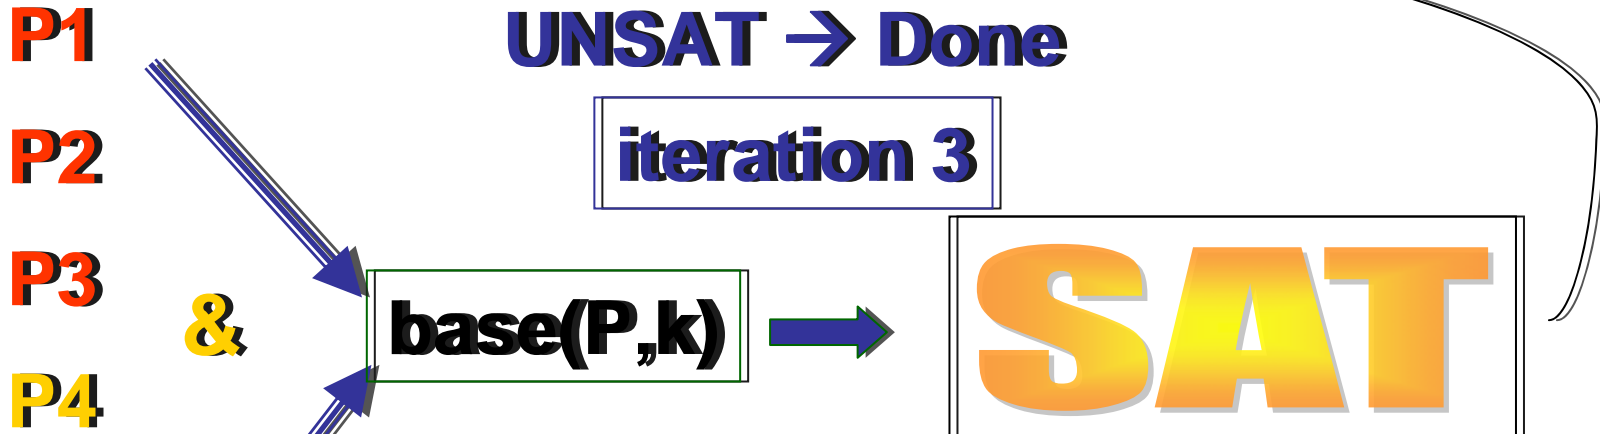 P1
UNSAT → Done
P2
iteration 3
P3
&
base(P,k)
SAT
P4